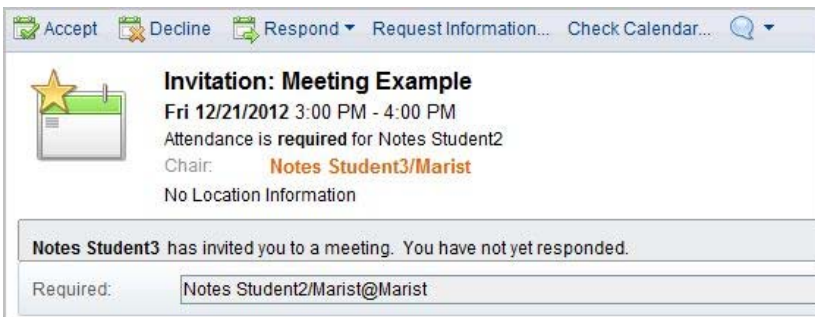 Accept Decline Respond Request Information... Check Calendar...
Invitation: Meeting Example
Fri 12/21/2012 3:00 PM - 4:00 PM
Attendance is required for Notes Student2
Chair: Notes Student3/Marist
No Location Information
Notes Student3 has invited you to a meeting. You have not yet responded.
Required: Notes Student2/Marist@Marist